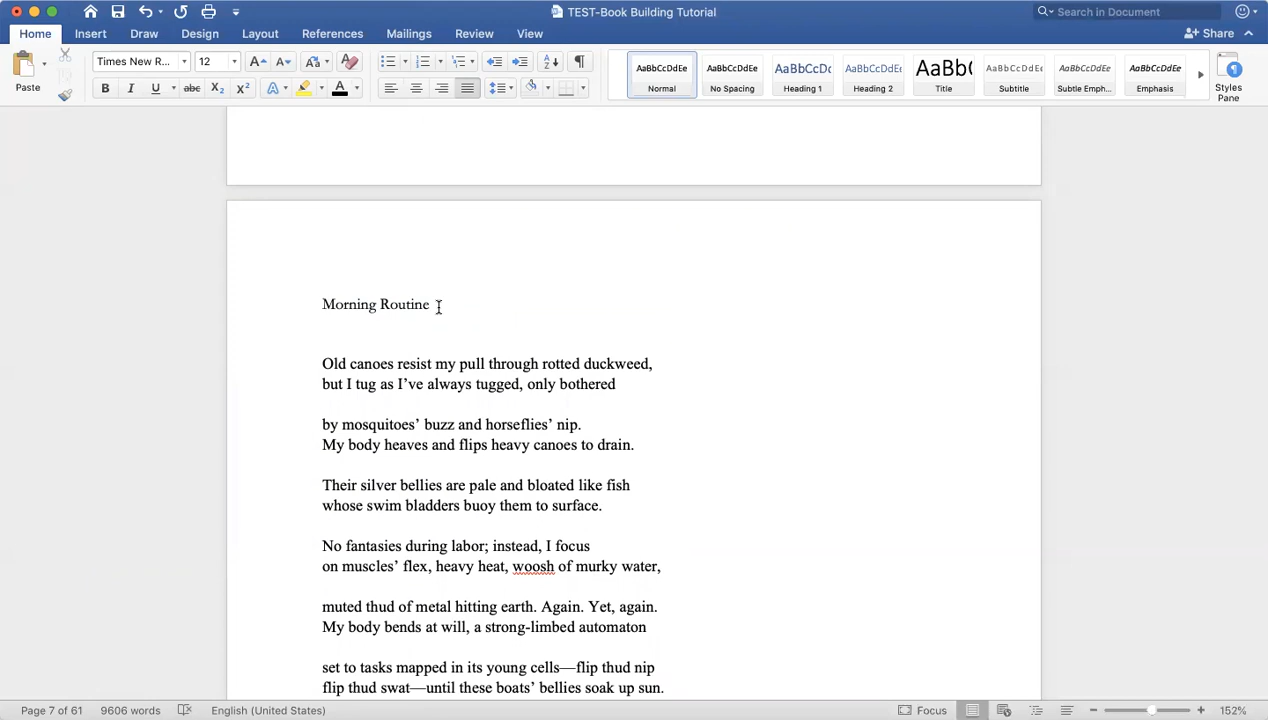 TEST-Book Building Tutorial
Search in Document
Home Insert Draw Design Layout References Mailings Review View
Share
Paste
Times New R... 12
AaBbCcDdEe AaBbCcDdEe AaBbCcDc AaBbCcDdEe AaBb( AaBbCcDdEe AaBbCcDdEe AaBbCcDdEe
Normal No Spacing Heading 1 Heading 2 Title Subtitle Subtle Emph... Emphasis
Styles
Pane
Morning Routine
Old canoes resist my pull through rotted duckweed,
but I tug as I’ve always tugged, only bothered
by mosquitoes’ buzz and horseflies’ nip.
My body heaves and flips heavy canoes to drain.
Their silver bellies are pale and bloated like fish
whose swim bladders buoy them to surface.
No fantasies during labor; instead, I focus
on muscles’ flex, heavy heat, woosh of murky water,
muted thud of metal hitting earth. Again. Yet, again.
My body bends at will, a strong-limbed automaton
set to tasks mapped in its young cells—flip thud nip
flip thud swat—until these boats’ bellies soak up sun.
Page 7 of 61 9606 words English (United States) Focus 152%